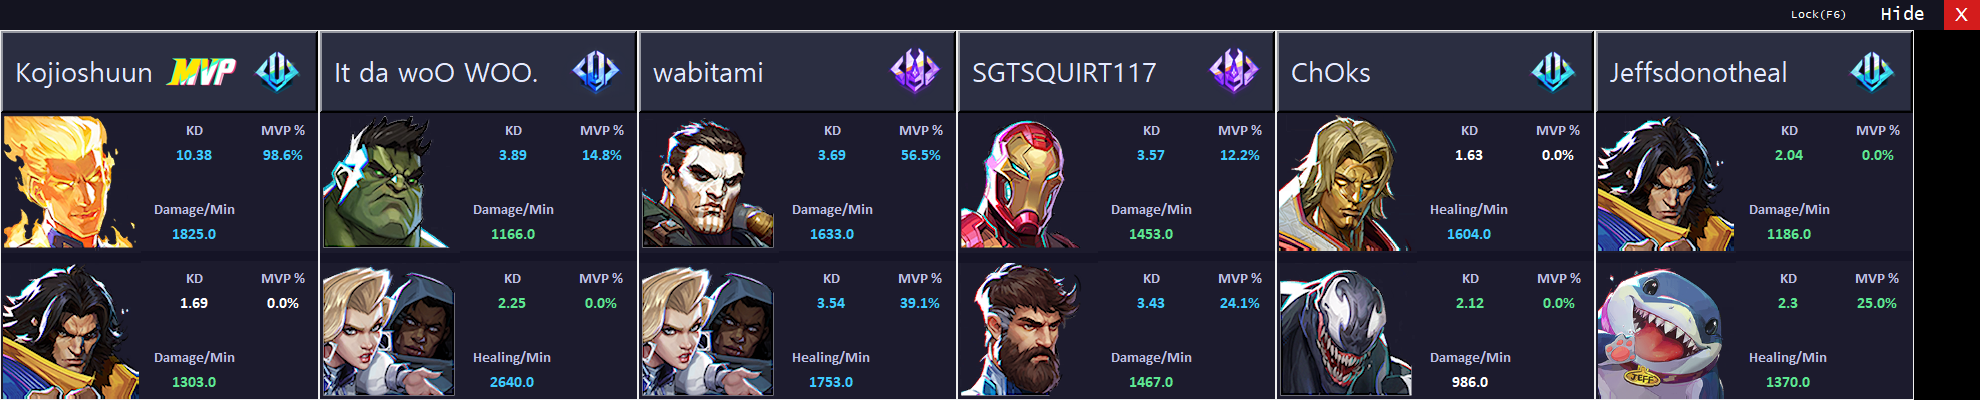 Lock(F6) Hide X
Kojioshuun MVP
KD MVP %
10.38 98.6%
Damage/Min
1825.0
KD MVP %
1.69 0.0%
Damage/Min
1303.0
It da woO WOO.
KD MVP %
3.89 14.8%
Damage/Min
1166.0
KD MVP %
2.25 0.0%
Healing/Min
2640.0
wabitami
KD MVP %
3.69 56.5%
Damage/Min
1633.0
KD MVP %
3.54 39.1%
Healing/Min
1753.0
SGTSQUIRT117
KD MVP %
3.57 12.2%
Damage/Min
1453.0
KD MVP %
3.43 24.1%
Damage/Min
1467.0
ChOks
KD MVP %
1.63 0.0%
Healing/Min
1604.0
KD MVP %
2.12 0.0%
Damage/Min
986.0
Jeffsdonotheal
KD MVP %
2.04 0.0%
Damage/Min
1186.0
KD MVP %
2.3 25.0%
Healing/Min
1370.0
JEFF